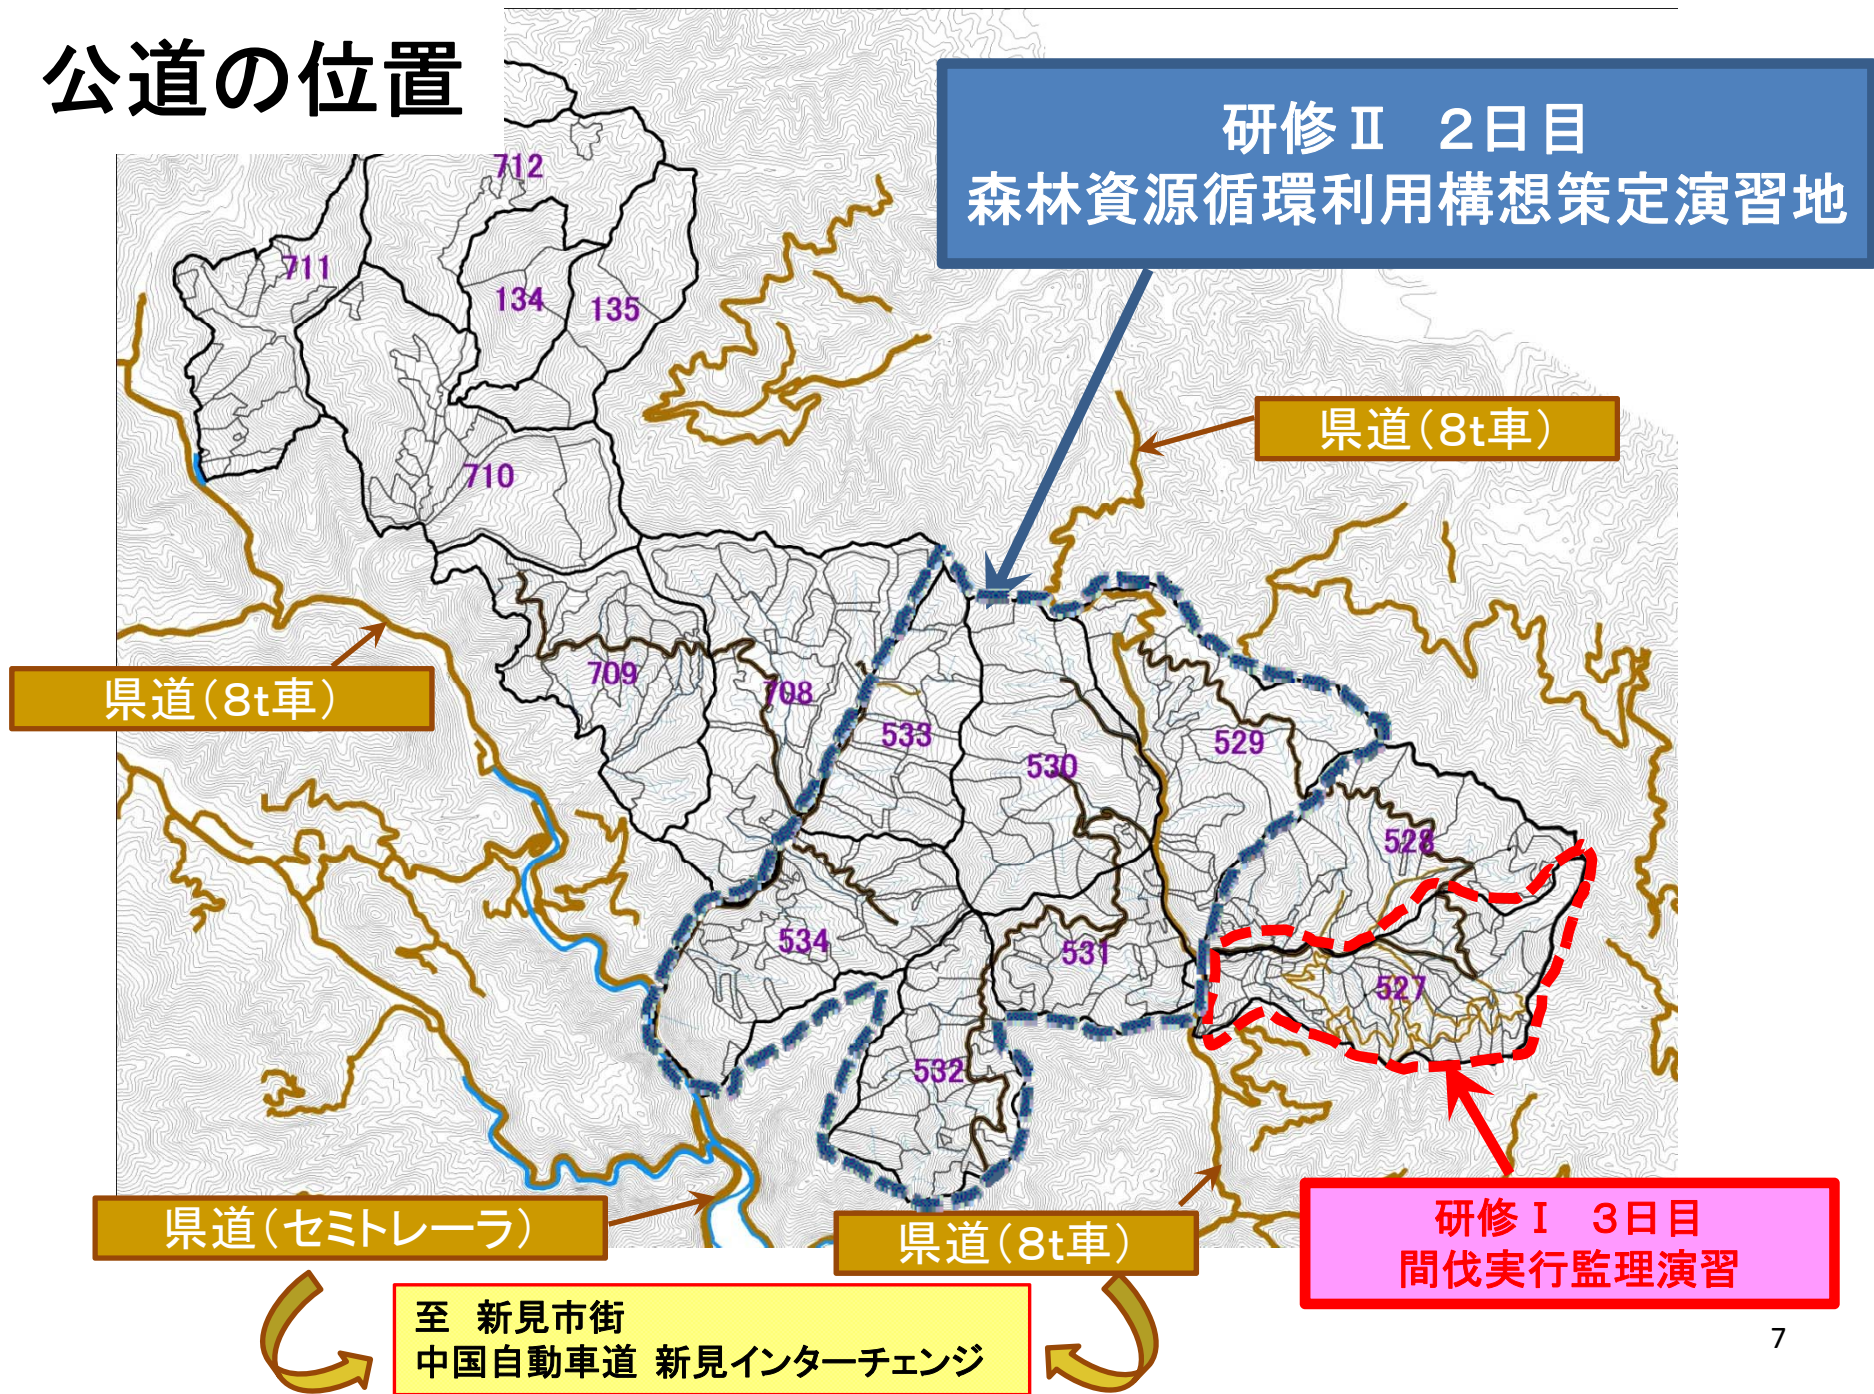 公道の位置
研修Ⅱ　２日目
森林資源循環利用構想策定演習地
712
711
134
135
県道（８ｔ車）
710
県道（８ｔ車）
709
708
533
530
529
528
534
531
527
532
県道（セミトレーラ）
県道（８ｔ車）
研修Ⅰ　３日目
間伐実行監理演習
至　新見市街
中国自動車道 新見インターチェンジ
7